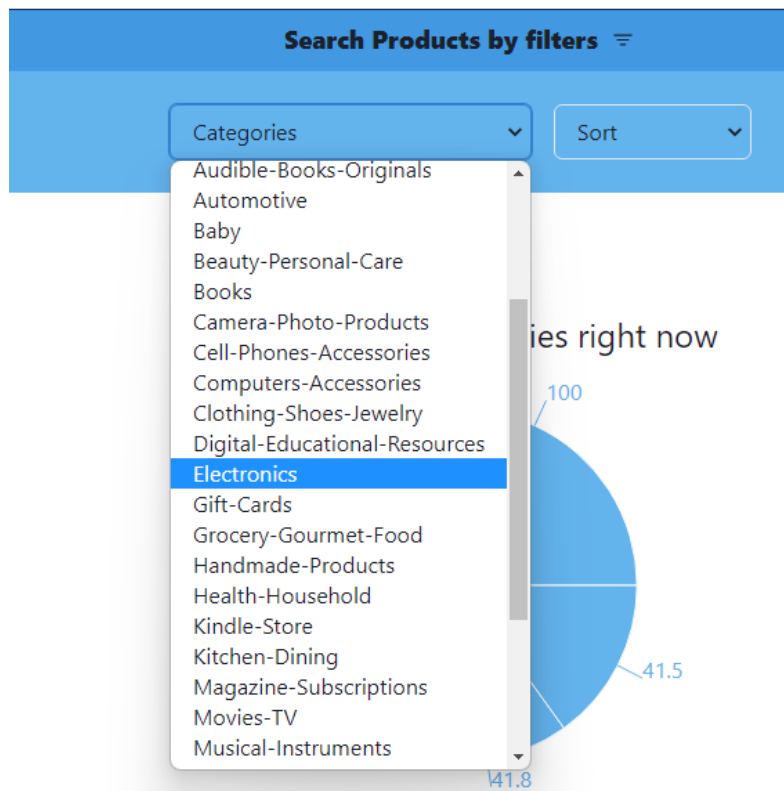 Search Products by filters
Categories
Sort
Audible-Books-Originals
Automotive
Baby
Beauty-Personal-Care
Books
Camera-Photo-Products
Cell-Phones-Accessories
Computers-Accessories
Clothing-Shoes-Jewelry
Digital-Educational-Resources
Electronics
Gift-Cards
Grocery-Gourmet-Food
Handmade-Products
Health-Household
Kindle-Store
Kitchen-Dining
Magazine-Subscriptions
Movies-TV
Musical-Instruments
ies right now
100
41.5
41.8